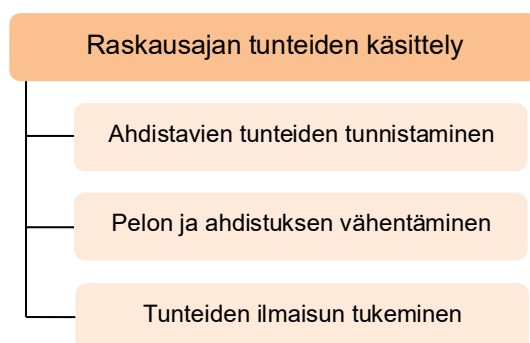 Raskausajan tunteiden käsittely
Ahdistavien tunteiden tunnistaminen
Pelon ja ahdistuksen vähentäminen
Tunteiden ilmaisun tukeminen